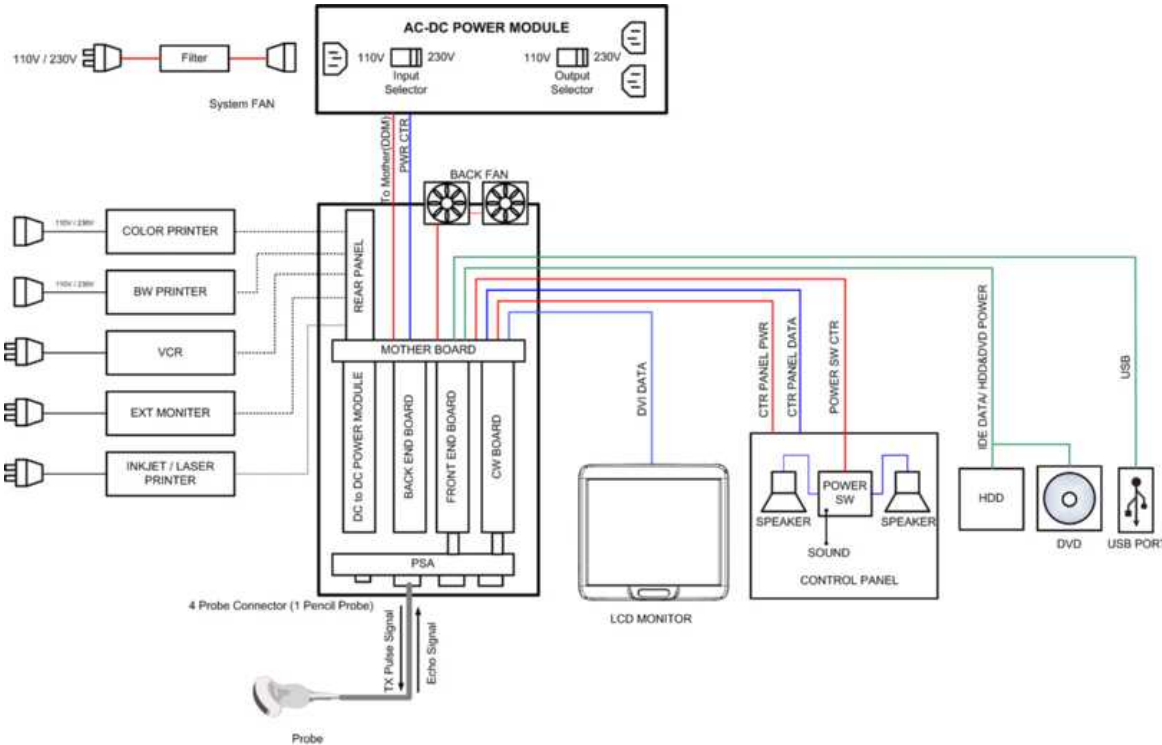 AC-DC POWER MODULE
110V / 230V
Filter
110V
230V
Input
Selector
110V
230V
Output
Selector
System FAN
To Mother(DDM)
PWR CTR
BACK FAN
110V / 230V
COLOR PRINTER
110V / 230V
BW PRINTER
VCR
EXT MONITER
INKJET / LASER
PRINTER
REAR PANEL
MOTHER BOARD
DC to DC POWER MODULE
BACK END BOARD
FRONT END BOARD
CW BOARD
PSA
DVI DATA
CTR PANEL PWR
CTR PANEL DATA
POWER SW CTR
IDE DATA/ HDD&DVD POWER
USB
POWER
SW
SPEAKER
SPEAKER
SOUND
CONTROL PANEL
HDD
DVD
USB PORT
LCD MONITOR
4 Probe Connector (1 Pencil Probe)
TX Pulse Signal
Echo Signal
Probe